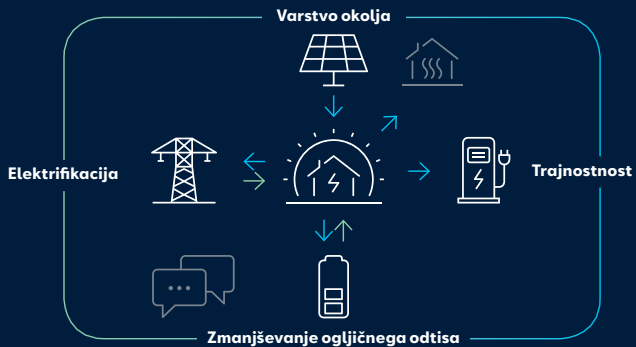 Varstvo okolja
Elektrifikacija
Trajnostnost
Zmanjševanje ogljičnega odtisa